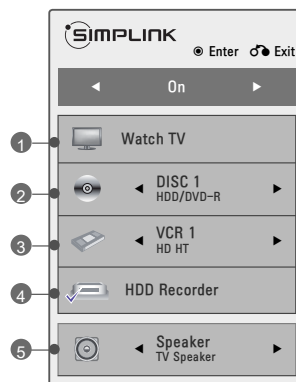 SIMPLINK
Enter Exit
On
1 Watch TV
2 DISC 1
HDD/DVD-R
3 VCR 1
HD HT
4 HDD Recorder
5 Speaker
TV Speaker